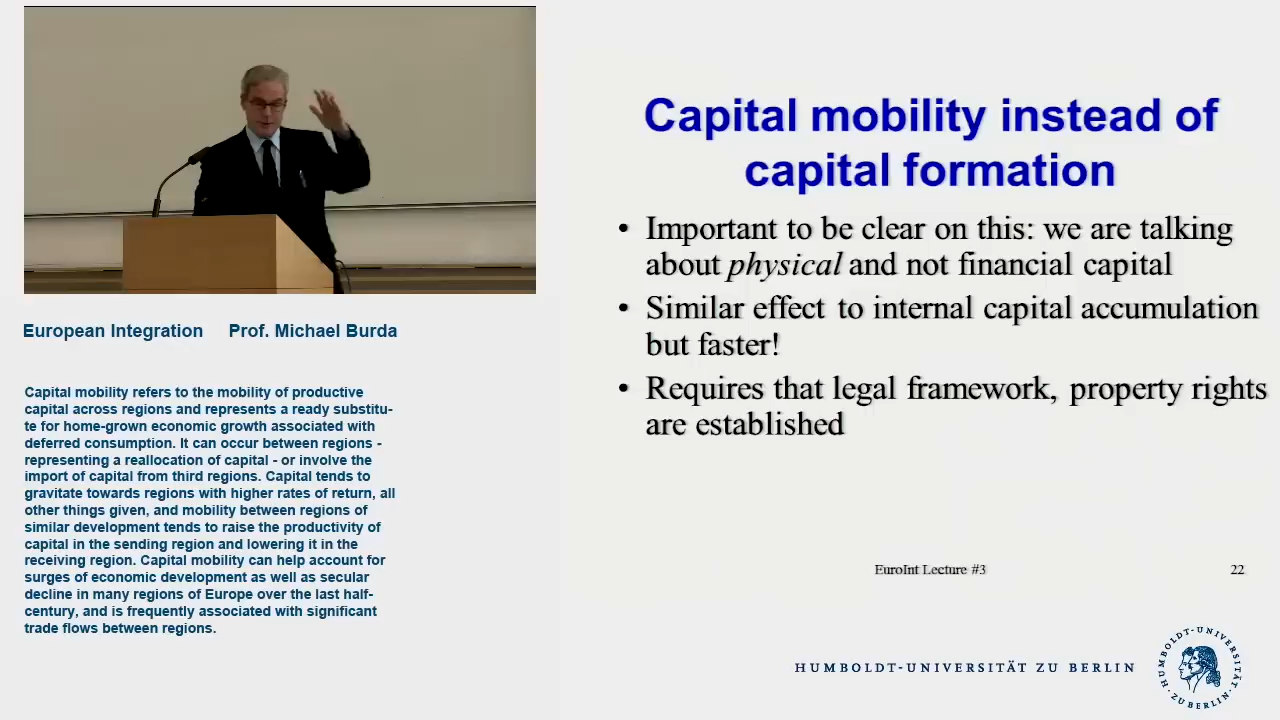 Capital mobility instead of
capital formation
• Important to be clear on this: we are talking
about physical and not financial capital
• Similar effect to internal capital accumulation
but faster!
• Requires that legal framework, property rights
are established
EuroInt Lecture #3
22
European Integration Prof. Michael Burda
Capital mobility refers to the mobility of productive
capital across regions and represents a ready substitu-
te for home-grown economic growth associated with
deferred consumption. It can occur between regions -
representing a reallocation of capital - or involve the
import of capital from third regions. Capital tends to
gravitate towards regions with higher rates of return, all
other things given, and mobility between regions of
similar development tends to raise the productivity of
capital in the sending region and lowering it in the
receiving region. Capital mobility can help account for
surges of economic development as well as secular
decline in many regions of Europe over the last half-
century, and is frequently associated with significant
trade flows between regions.
HUMBOLDT-UNIVERSITÄT ZU BERLIN
HUMBOLDT-UNIVERSITÄT
·ZU BERLIN·